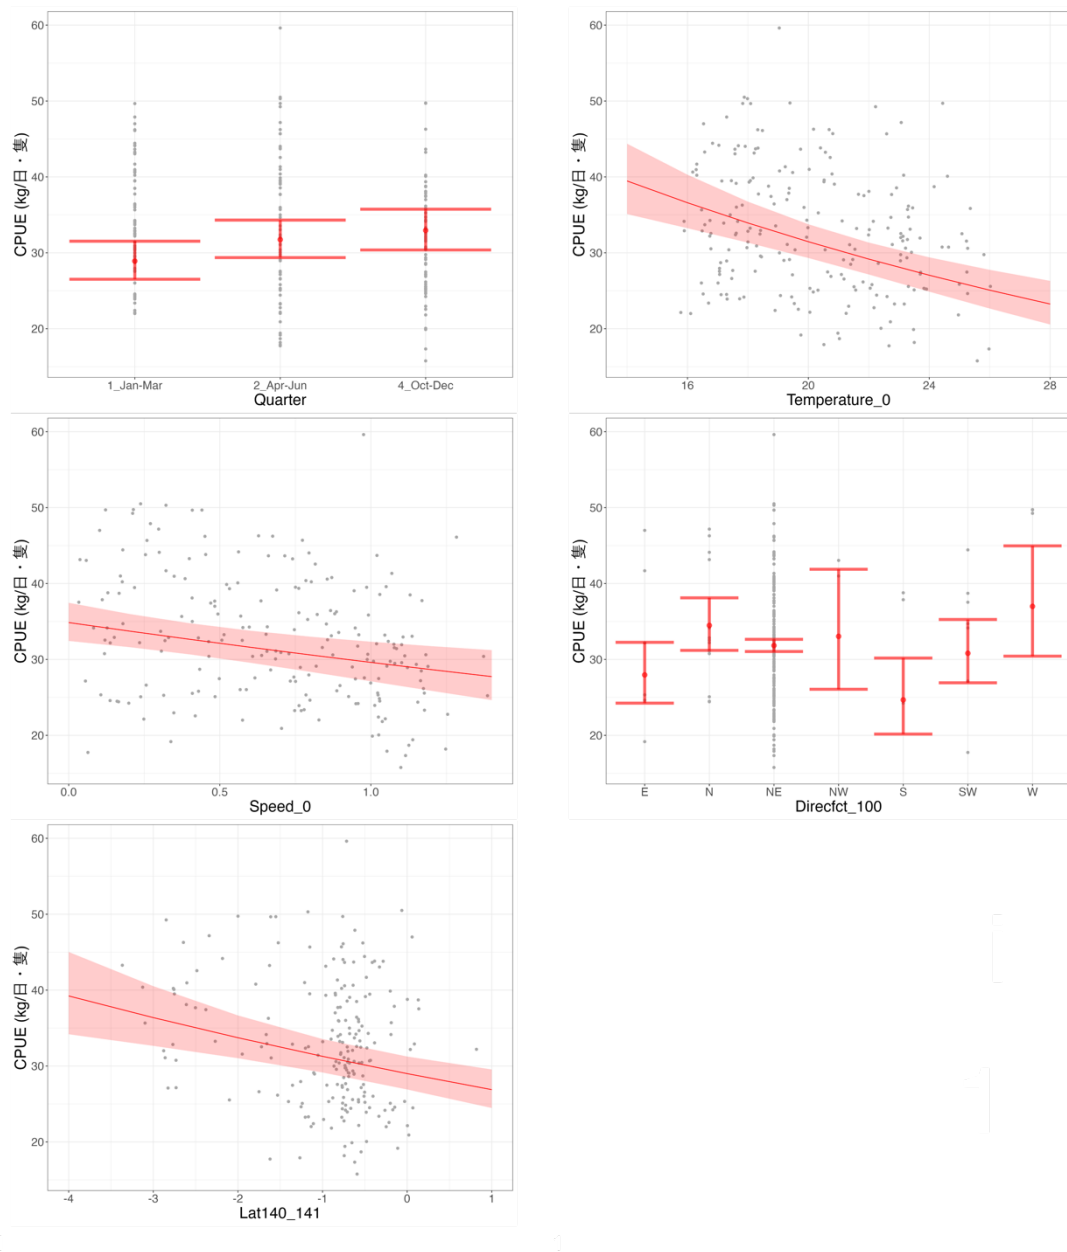 60
50
40
30
20
CPUE (kg/日・隻)
1_Jan-Mar
2_Apr-Jun
4_Oct-Dec
Quarter
60
50
40
30
20
CPUE (kg/日・隻)
16
20
24
28
Temperature_0
60
50
40
30
20
CPUE (kg/日・隻)
0.0
0.5
1.0
Speed_0
60
50
40
30
20
CPUE (kg/日・隻)
E
N
NE
NW
S
SW
W
Direcfct_100
60
50
40
30
20
CPUE (kg/日・隻)
-4
-3
-2
-1
0
1
Lat140_141